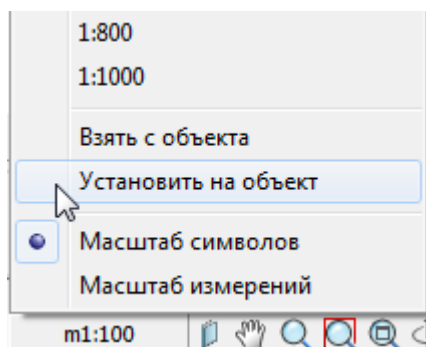 1:800
1:1000
Взять с объекта
Установить на объект
Масштаб символов
Масштаб измерений
m1:100